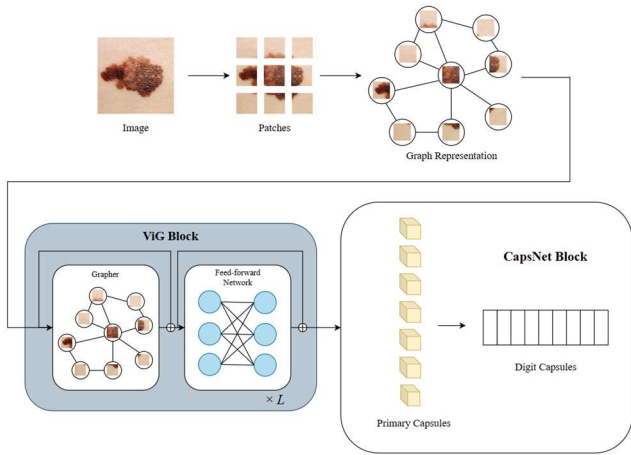 Image
Patches
Graph Representation
ViG Block
Grapher
Feed-forward
Network
× L
CapsNet Block
Primary Capsules
Digit Capsules